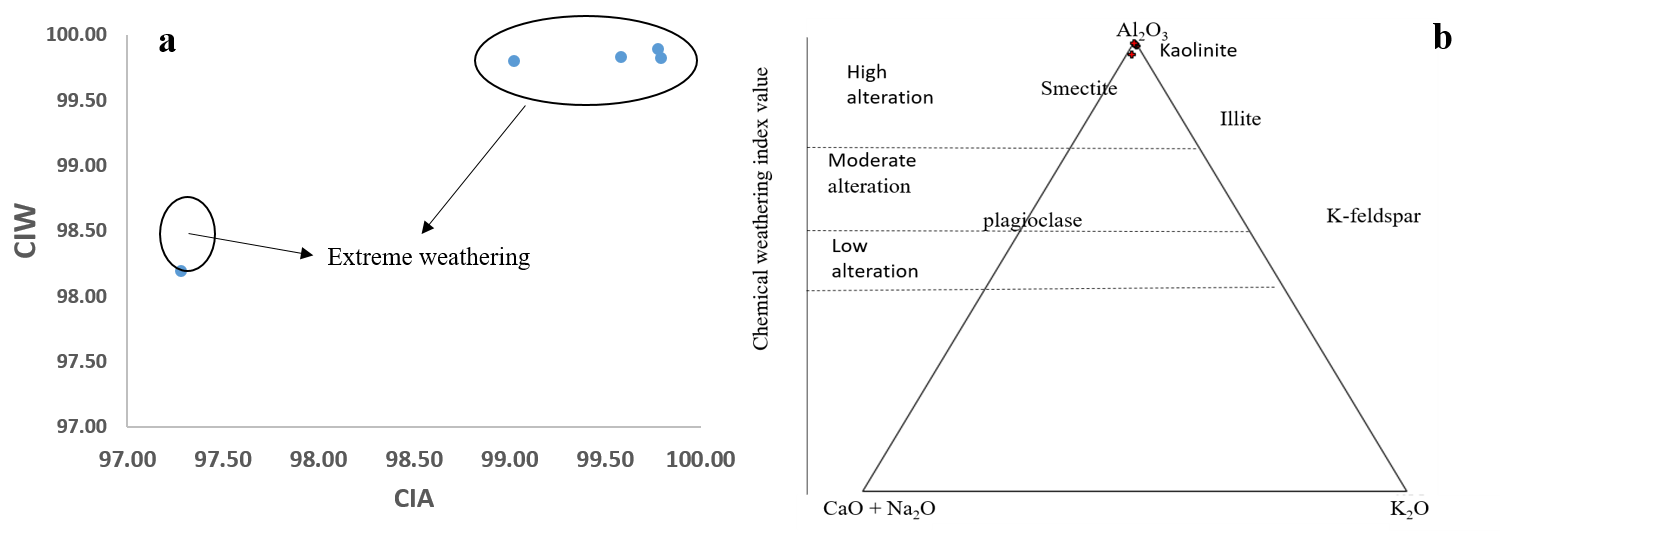 a
100.00
99.50
99.00
98.50
98.00
97.50
97.00
CIW
Extreme weathering
97.00 97.50 98.00 98.50 99.00 99.50 100.00
CIA
b
Al₂O₃
Kaolinite
High
alteration
Smectite
Illite
Moderate
alteration
plagioclase
K-feldspar
Low
alteration
Chemical weathering index value
CaO + Na₂O
K₂O